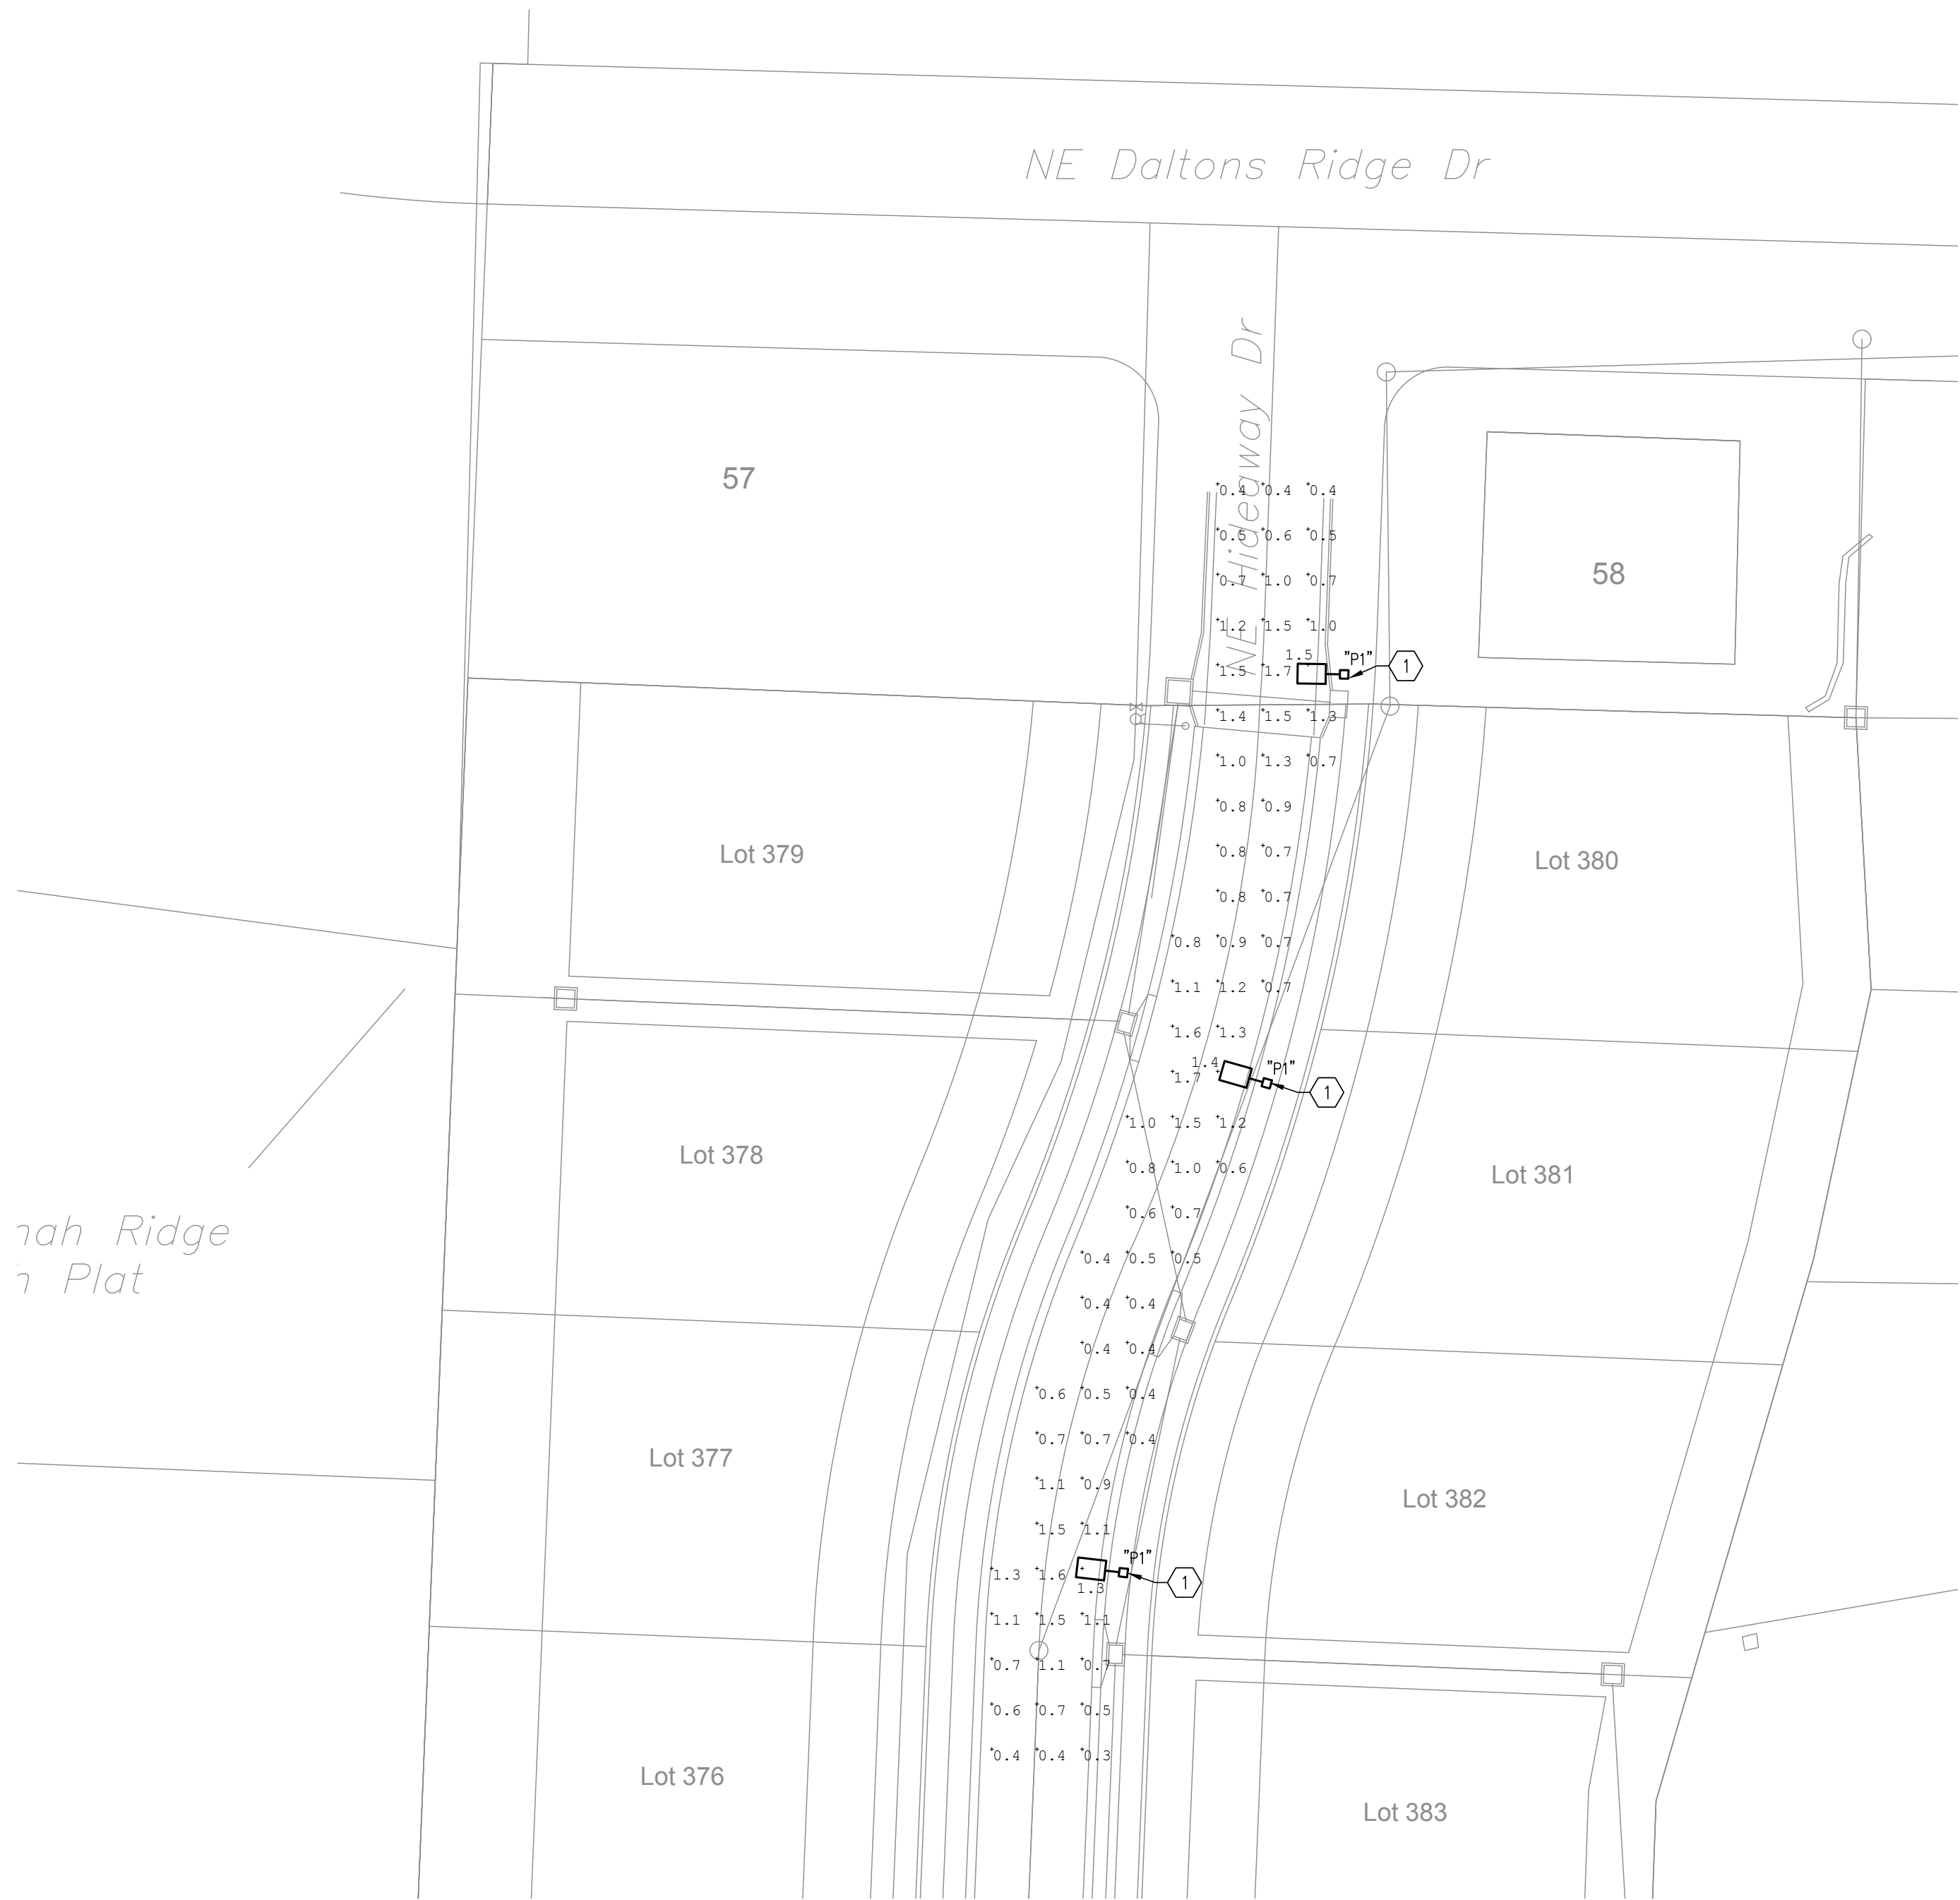 NE Daltons Ridge Dr
NE Hideaway Dr
57
58
0.4 0.4 0.4
0.5 0.6 0.5
0.7 1.0 0.7
1.2 1.5 1.0
1.5
1.5 1.7
"P1"
1
1.4 1.5 1.3
1.0 1.3 0.7
0.8 0.9
Lot 379
0.8 0.7
Lot 380
0.8 0.7
0.8 0.9 0.7
1.1 1.2 0.7
1.6 1.3
1.4
1.7
"P1"
1
1.0 1.5 1.2
Lot 378
0.8 1.0 0.6
Lot 381
0.6 0.7
nah Ridge
Plat
0.4 0.5 0.5
0.4 0.4
0.4 0.4
0.6 0.5 0.4
0.7 0.7 0.4
Lot 377
1.1 0.9
Lot 382
1.5 1.1
"P1"
1
1.3 1.6
1.3
1.1 1.5 1.1
0.7 1.1 0.7
0.6 0.7 0.5
0.4 0.4 0.3
Lot 376
Lot 383